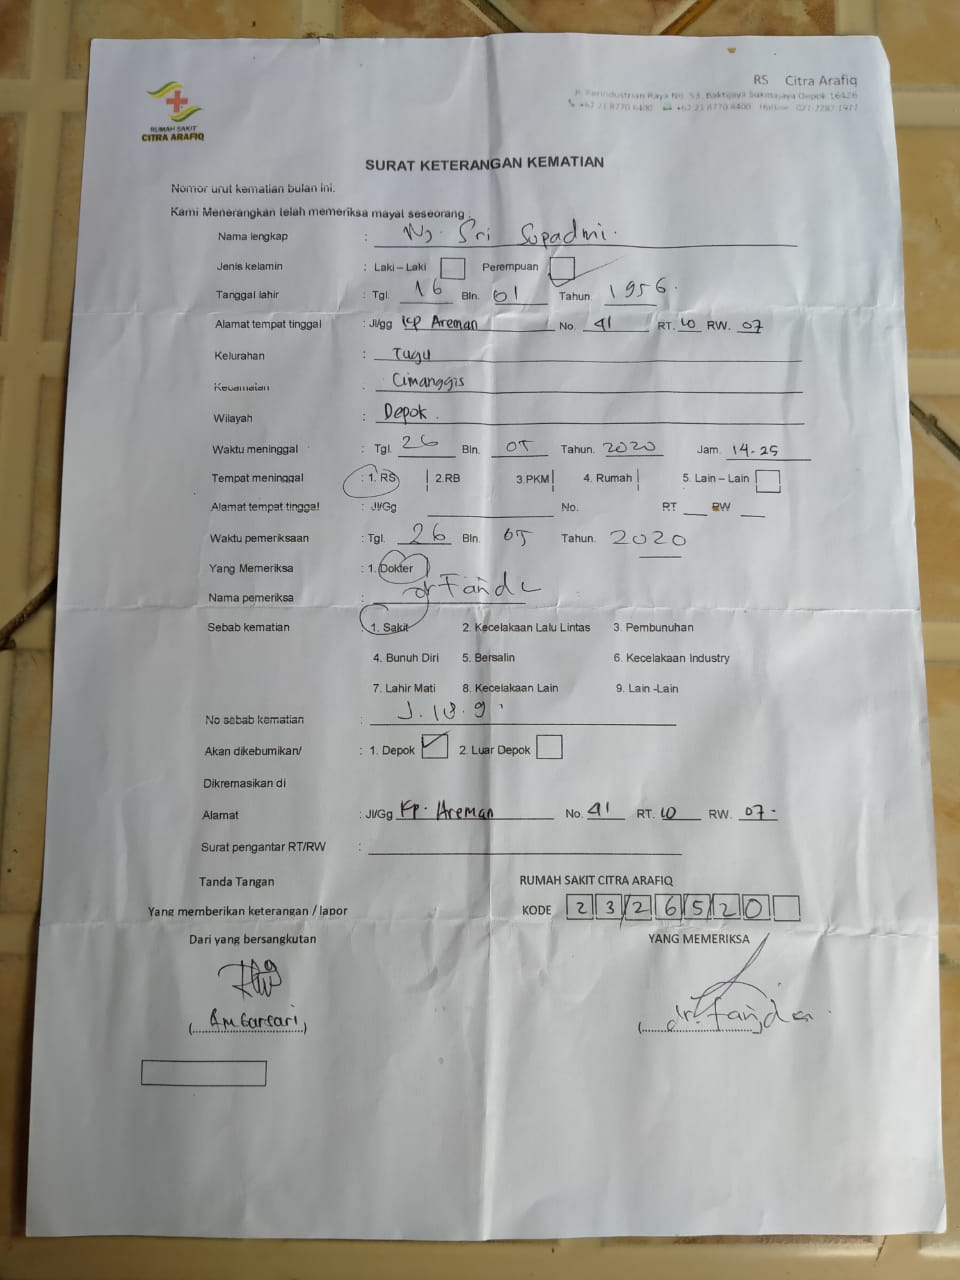 RUMAH SAKIT
CITRA ARAFIQ
RS Citra Arafiq
Jl. Perindustrian Raya No. 53, Baktijaya Sukmajaya Depok 16426
+62 21 8770 6400 +62 21 8770 6400 Hotline 021-7787 1911
SURAT KETERANGAN KEMATIAN
Nomor urut kematian bulan ini.
Kami Menerangkan telah memeriksa mayat seseorang :
Nama lengkap : Ny. Sri Supadmi.
Jenis kelamin : Laki – Laki Perempuan
Tanggal lahir : Tgl. 16 Bln. 01 Tahun. 1956.
Alamat tempat tinggal : Jl/gg Kp Areman No. 41 RT. 10 RW. 07
Kelurahan : Tugu
Kecamatan : Cimanggis
Wilayah : Depok.
Waktu meninggal : Tgl. 26 Bln. 05 Tahun. 2020 Jam. 14-25
Tempat meninggal : 1. RS 2.RB 3.PKM 4. Rumah 5. Lain – Lain
Alamat tempat tinggal : Jl/Gg No. RT RW
Waktu pemeriksaan : Tgl. 26 Bln. 05 Tahun. 2020
Yang Memeriksa : 1. Dokter
Nama pemeriksa : dr
Sebab kematian : 1. Sakit 2. Kecelakaan Lalu Lintas 3. Pembunuhan
4. Bunuh Diri 5. Bersalin 6. Kecelakaan Industry
7. Lahir Mati 8. Kecelakaan Lain 9. Lain -Lain
No sebab kematian : J.18.9.
Akan dikebumikan/ : 1. Depok 2. Luar Depok
Dikremasikan di
Alamat : Jl/Gg Kp. Areman No. 41 RT. 10 RW. 07-
Surat pengantar RT/RW :
Tanda Tangan RUMAH SAKIT CITRA ARAFIQ
Yang memberikan keterangan / lapor KODE 2 3 2 6 5 2 0
Dari yang bersangkutan YANG MEMERIKSA
(Ambarsari) (dr.)